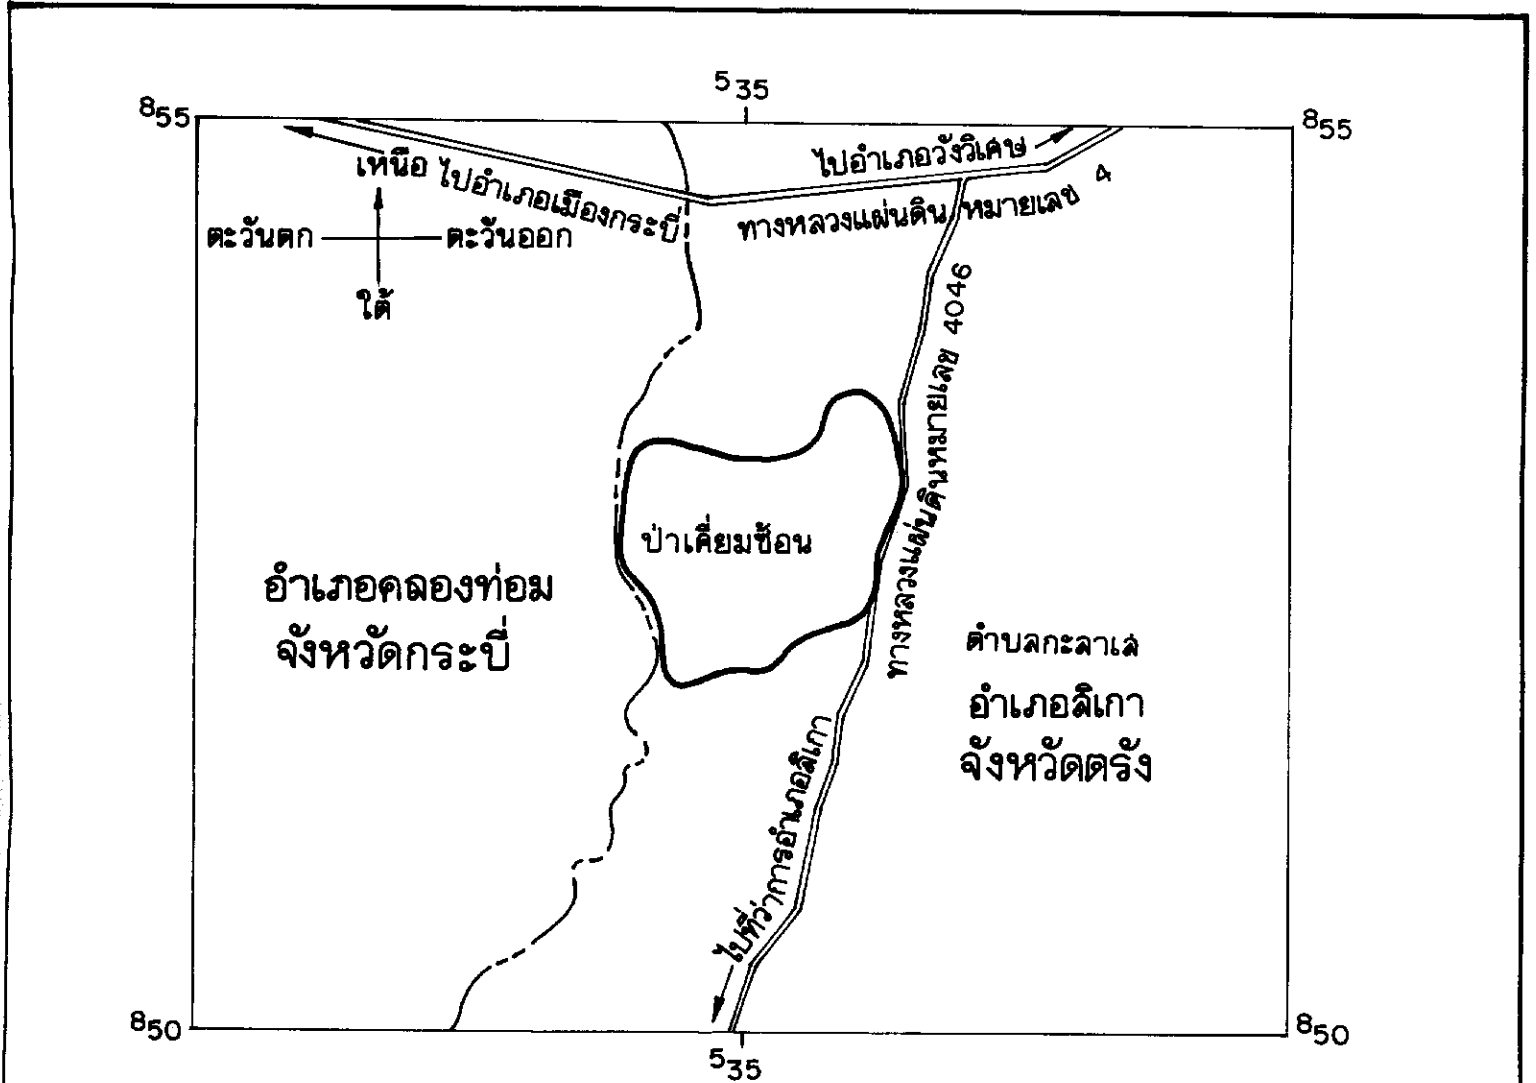 535
855
855
ไปอำเภอวังวิเศษ
เหนือ
ไปอำเภอเมืองกระบี่
ทางหลวงแผ่นดิน หมายเลข 4
ตะวันตก
ตะวันออก
ใต้
ทางหลวงแผ่นดินหมายเลข 4046
ป่าเคี่ยมซ้อน
อำเภอคลองท่อม
จังหวัดกระบี่
ตำบลกะลาเส
อำเภอสิเกา
จังหวัดตรัง
ไปที่ว่าการอำเภอสิเกา
850
850
535